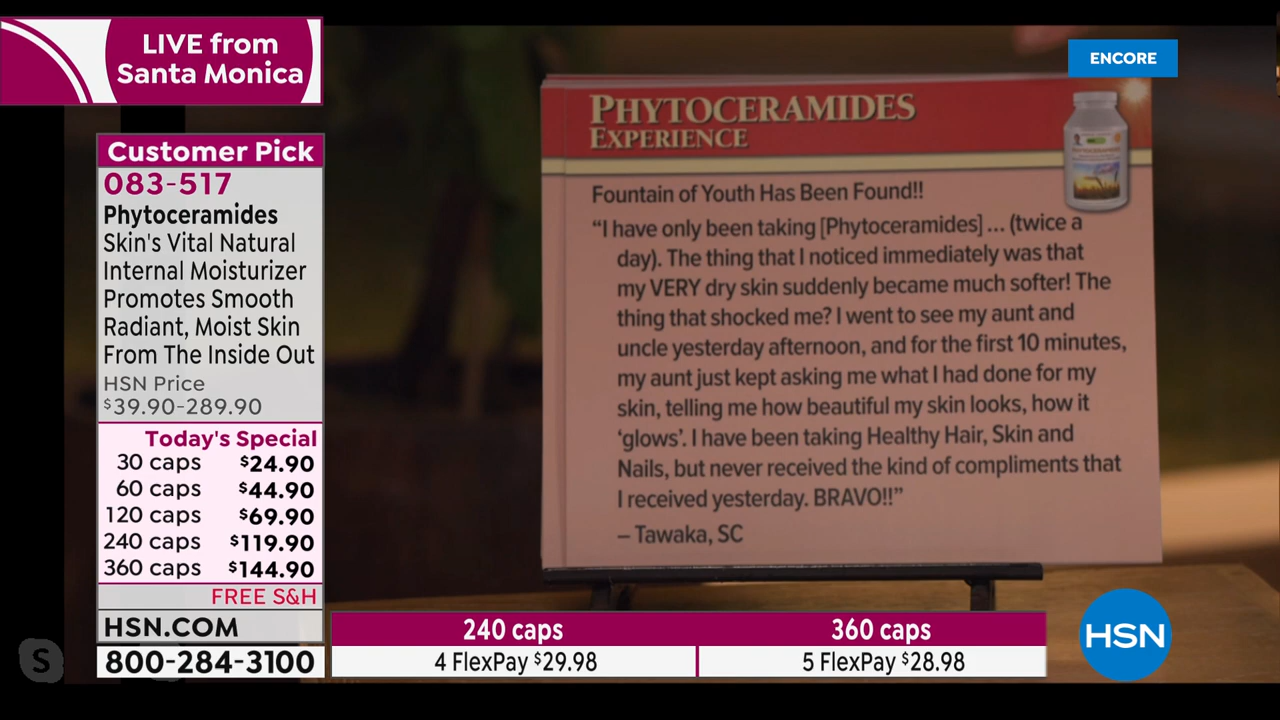 LIVE from
Santa Monica
ENCORE
Customer Pick
083-517
Phytoceramides
Skin's Vital Natural
Internal Moisturizer
Promotes Smooth
Radiant, Moist Skin
From The Inside Out
HSN Price
$39.90-289.90
Today's Special
30 caps $24.90
60 caps $44.90
120 caps $69.90
240 caps $119.90
360 caps $144.90
FREE S&H
HSN.COM
800-284-3100
PHYTOCERAMIDES
EXPERIENCE
Fountain of Youth Has Been Found!!
“I have only been taking [Phytoceramides] ... (twice a
day). The thing that I noticed immediately was that
my VERY dry skin suddenly became much softer! The
thing that shocked me? I went to see my aunt and
uncle yesterday afternoon, and for the first 10 minutes,
my aunt just kept asking me what I had done for my
skin, telling me how beautiful my skin looks, how it
‘glows’. I have been taking Healthy Hair, Skin and
Nails, but never received the kind of compliments that
I received yesterday. BRAVO!!”
– Tawaka, SC
240 caps 360 caps
4 FlexPay $29.98 5 FlexPay $28.98
HSN
S